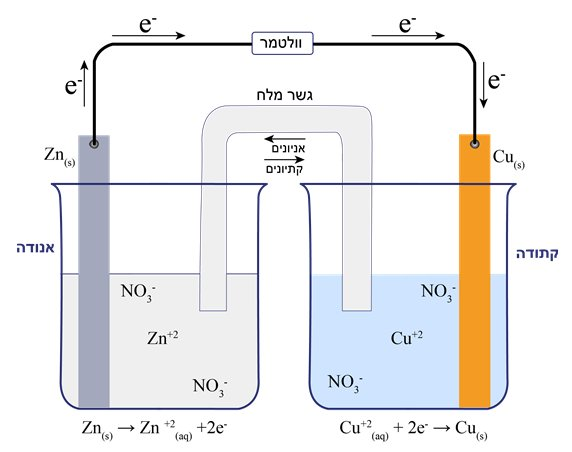 e-
e-
וולטמר
e-
e-
גשר מלח
אניונים
קתיונים
Zn(s)
Cu(s)
אנודה
קתודה
NO3-
NO3-
Zn+2
Cu+2
NO3-
NO3-
Zn(s) → Zn +2(aq) +2e-
Cu+2(aq) + 2e- → Cu(s)